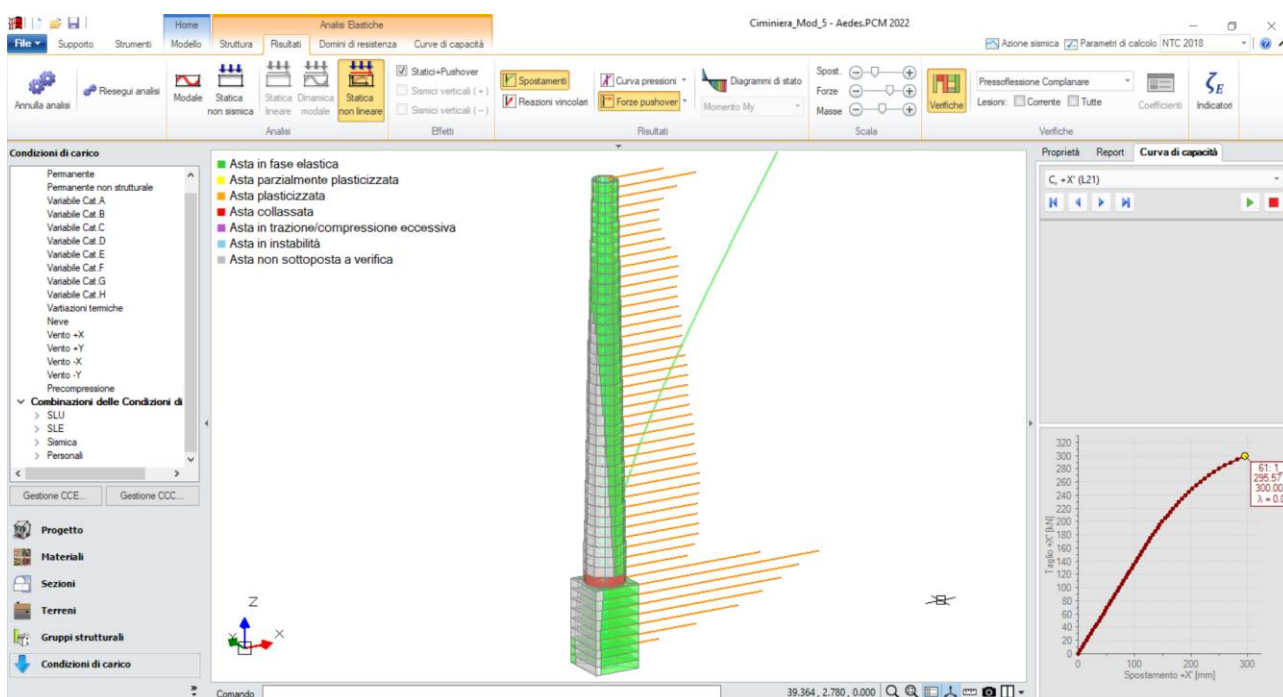 Ciminiera_Mod_5 - Aedes.PCM 2022
Home
Analisi Elastiche
File
Supporto
Strumenti
Modello
Struttura
Risultati
Domini di resistenza
Curve di capacità
Azione sismica
Parametri di calcolo
NTC 2018
Annulla analisi
Riesegui analisi
Modale
Statica non sismica
Statica lineare
Dinamica modale
Statica non lineare
Analisi
Statici+Pushover
Sismici verticali (+)
Sismici verticali (−)
Effetti
Spostamenti
Reazioni vincolari
Curva pressioni
Forze pushover
Diagrammi di stato
Momento My
Risultati
Spost.
Forze
Masse
Scala
Verifiche
Pressoflessione Complanare
Lesioni:
Corrente
Tutte
Coefficienti
Verifiche
ζE
Indicatori
Condizioni di carico
Permanente
Permanente non strutturale
Variabile Cat.A
Variabile Cat.B
Variabile Cat.C
Variabile Cat.D
Variabile Cat.E
Variabile Cat.F
Variabile Cat.G
Variabile Cat.H
Vartiazioni termiche
Neve
Vento +X
Vento +Y
Vento -X
Vento -Y
Precompressione
Combinazioni delle Condizioni di
SLU
SLE
Sismica
Personali
Gestione CCE...
Gestione CCC...
Progetto
Materiali
Sezioni
Terreni
Gruppi strutturali
Condizioni di carico
Asta in fase elastica
Asta parzialmente plasticizzata
Asta plasticizzata
Asta collassata
Asta in trazione/compressione eccessiva
Asta in instabilità
Asta non sottoposta a verifica
Z
Y
X
Comando
39.364 , 2.780 , 0.000
Proprietà
Report
Curva di capacità
C, +X' (L21)
320
300
280
260
240
220
200
180
160
140
120
100
80
60
40
20
0
Taglio +X' [kN]
61: 1
295.57
300.00
λ = 0.0
0
100
200
300
Spostamento +X' [mm]